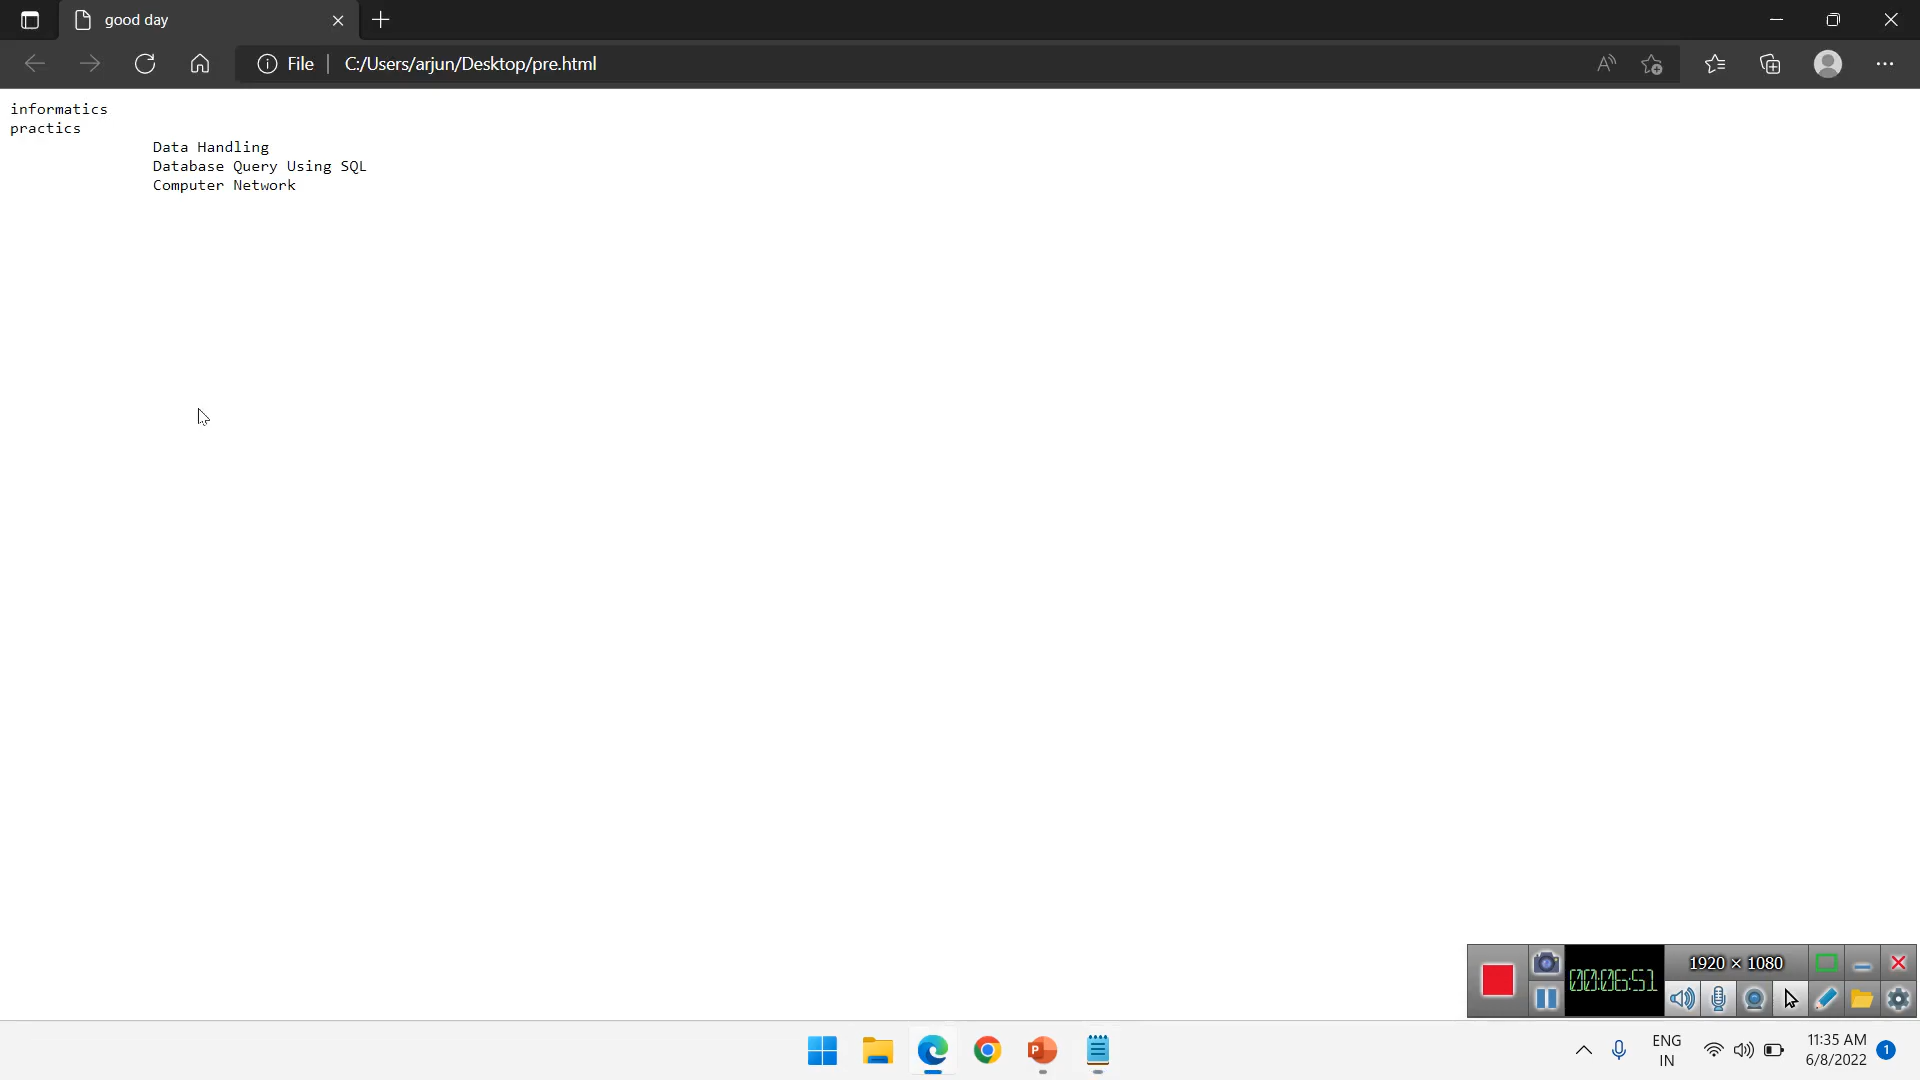 good day
File
C:/Users/arjun/Desktop/pre.html
informatics
practics
Data Handling
Database Query Using SQL
Computer Network
00:06:51
1920 × 1080
ENG
IN
11:35 AM
6/8/2022
1